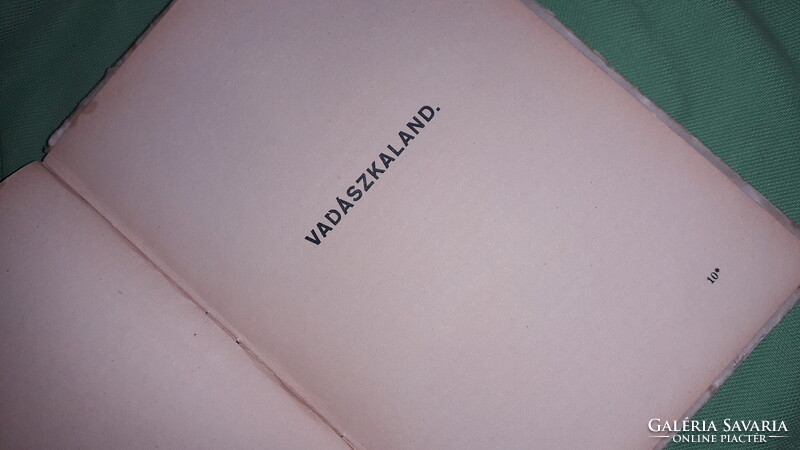 VADÁSZKALAND.
10*
GALÉRIA SAVARIA
ONLINE PIACTÉR